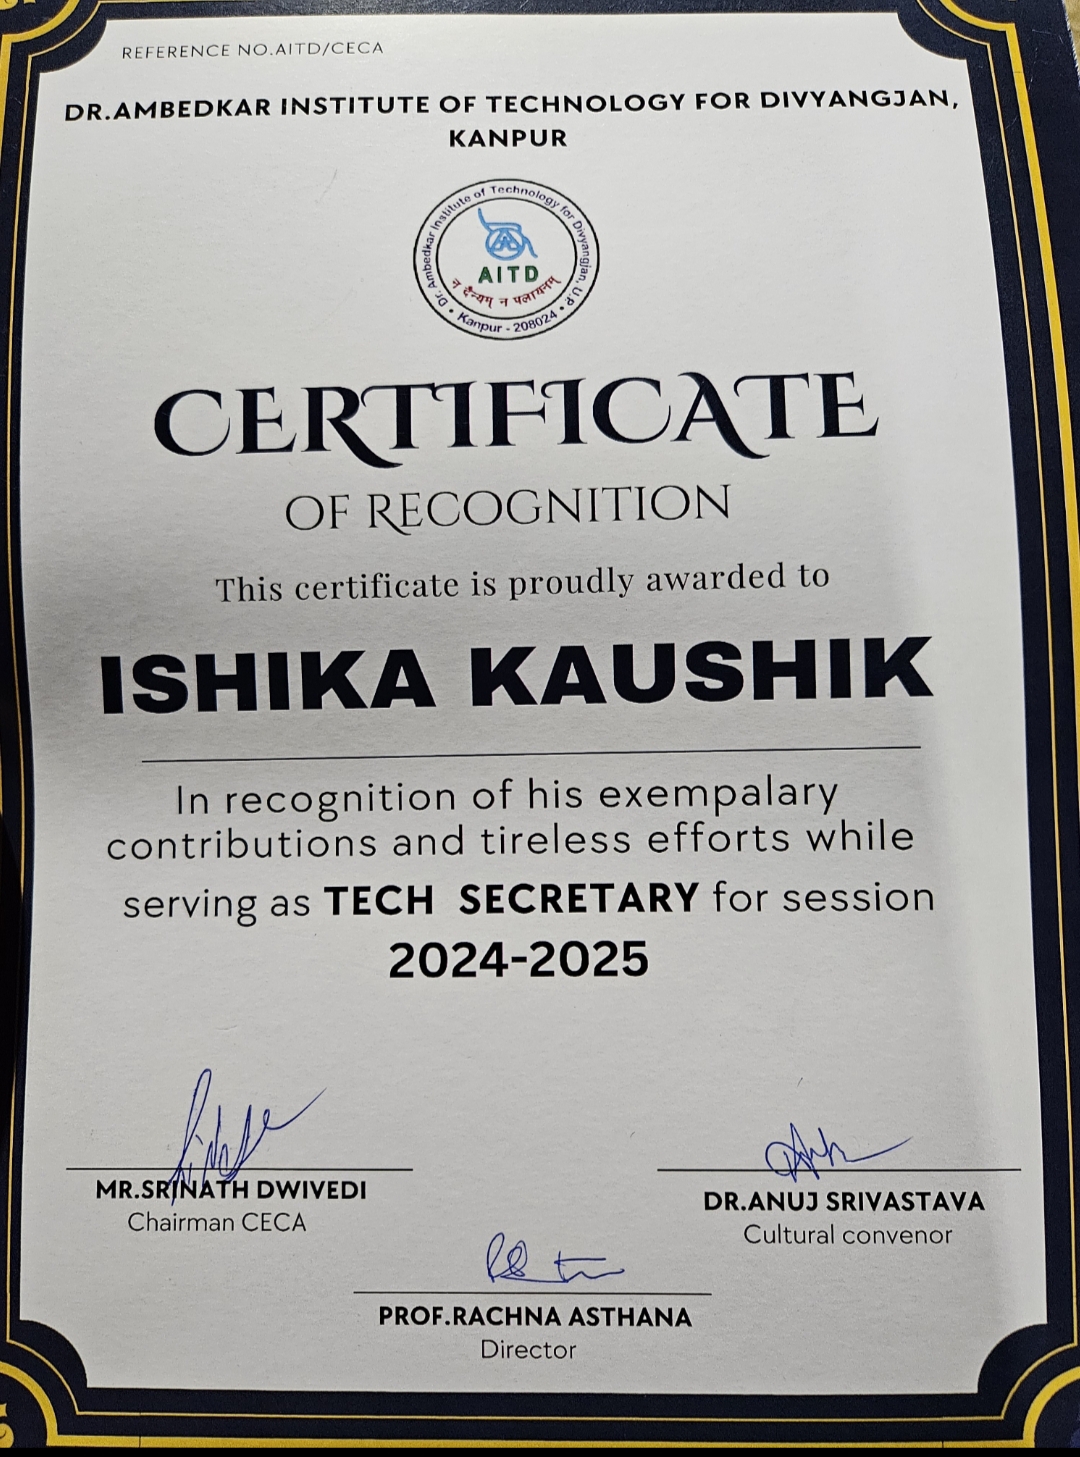 REFERENCE NO.AITD/CECA
DR.AMBEDKAR INSTITUTE OF TECHNOLOGY FOR DIVYANGJAN,
KANPUR
Dr. Ambedkar Institute of Technology for Divyangjan, U.P.
AITD
न दैन्यम् न पलायनम्
Kanpur - 208024
CERTIFICATE
OF RECOGNITION
This certificate is proudly awarded to
ISHIKA KAUSHIK
In recognition of his exempalary
contributions and tireless efforts while
serving as TECH SECRETARY for session
2024-2025
MR.SRINATH DWIVEDI
Chairman CECA
DR.ANUJ SRIVASTAVA
Cultural convenor
PROF.RACHNA ASTHANA
Director